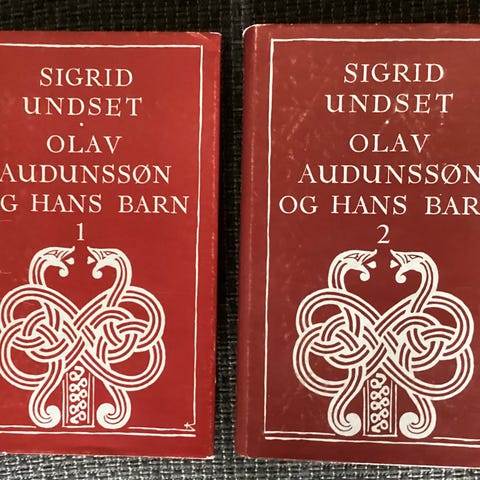 SIGRID
UNDSET
·
OLAV
AUDUNSSØN
OG HANS BARN
1
SIGRID
UNDSET
·
OLAV
AUDUNSSØN
OG HANS BAR
2